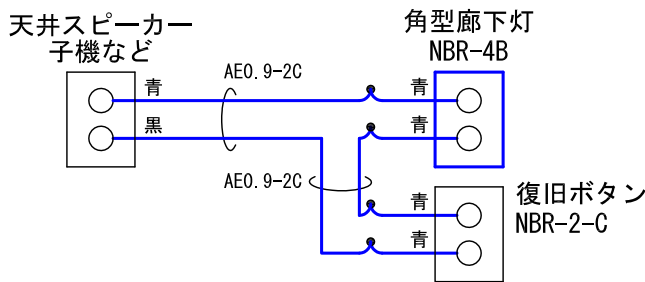 天井スピーカー
子機など
角型廊下灯
NBR-4B
AE0.9-2C
青
青
黒
青
AE0.9-2C
復旧ボタン
NBR-2-C
青
青